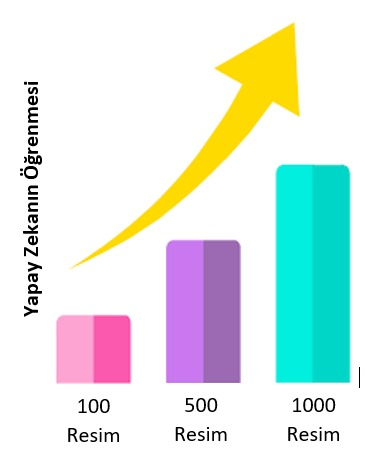 Yapay Zekanın Öğrenmesi
100
Resim
500
Resim
1000
Resim